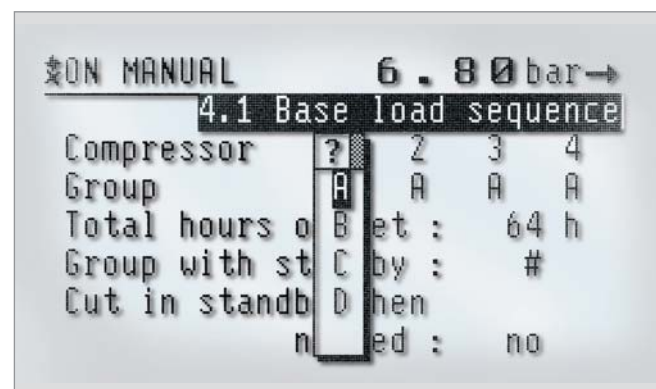 ON MANUAL 6.80bar→
4.1 Base load sequence
Compressor ? 2 3 4
Group A A A A
Total hours o B et : 64 h
Group with st C by : #
Cut in standb D hen
n ed : no